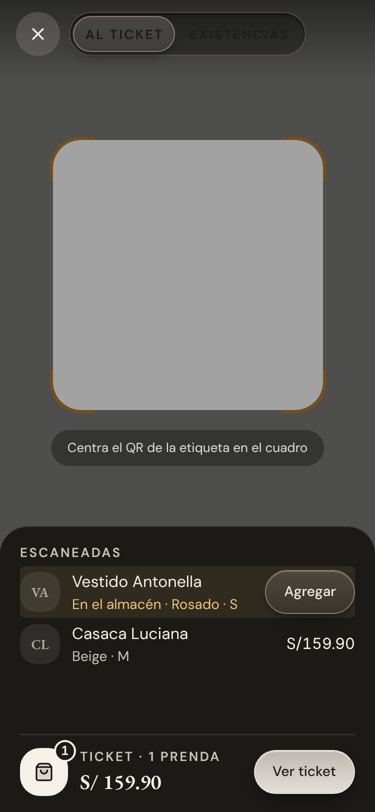 AL TICKET
EXISTENCIAS
Centra el QR de la etiqueta en el cuadro
ESCANEADAS
VA
Vestido Antonella
En el almacén · Rosado · S
Agregar
CL
Casaca Luciana
Beige · M
S/159.90
1
TICKET · 1 PRENDA
S/ 159.90
Ver ticket